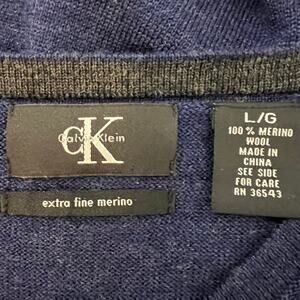 CK
Calvin Klein
extra fine merino
L/G
100% MERINO
WOOL
MADE IN
CHINA
SEE SIDE
FOR CARE
RN 36543